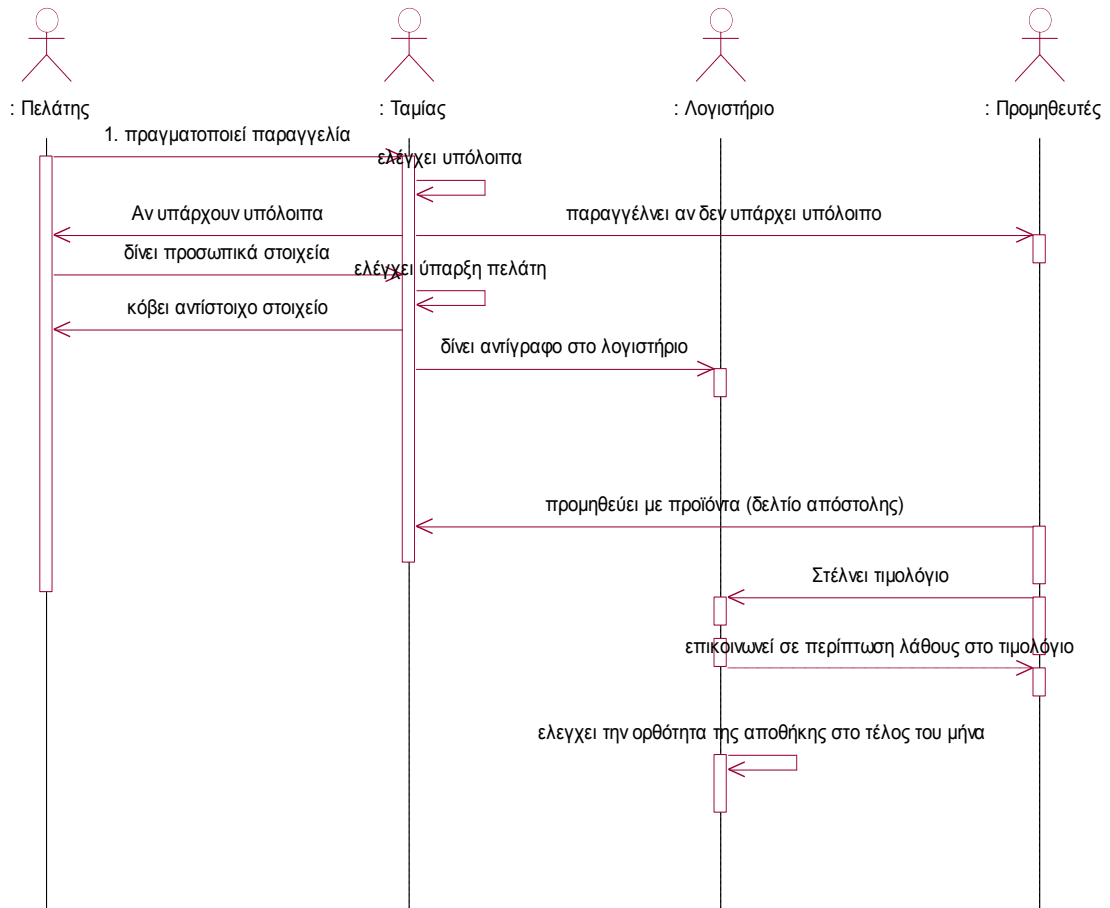 : Πελάτης
: Ταμίας
: Λογιστήριο
: Προμηθευτές
1. πραγματοποιεί παραγγελία
ελέγχει υπόλοιπα
Αν υπάρχουν υπόλοιπα
παραγγέλνει αν δεν υπάρχει υπόλοιπο
δίνει προσωπικά στοιχεία
ελέγχει ύπαρξη πελάτη
κόβει αντίστοιχο στοιχείο
δίνει αντίγραφο στο λογιστήριο
προμηθεύει με προϊόντα (δελτίο απόστολης)
Στέλνει τιμολόγιο
επικοινωνεί σε περίπτωση λάθους στο τιμολόγιο
ελεγχει την ορθότητα της αποθήκης στο τέλος του μήνα